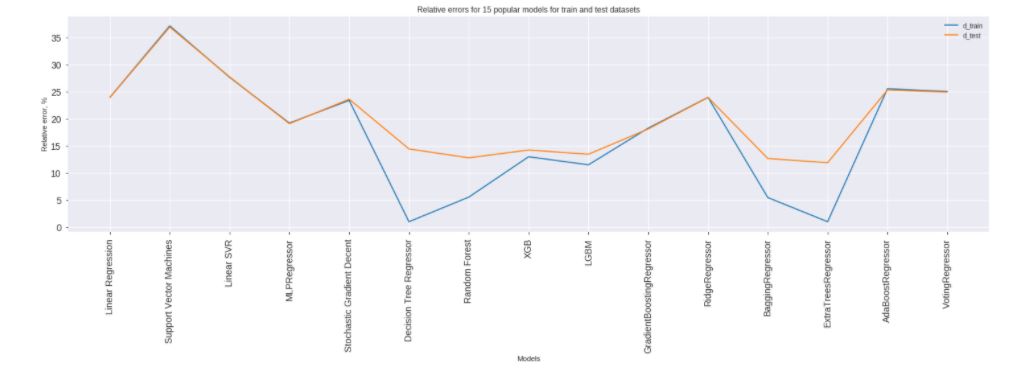 Relative errors for 15 popular models for train and test datasets
d_train
d_test
Relative error, %
35
30
25
20
15
10
5
0
Linear Regression
Support Vector Machines
Linear SVR
MLPRegressor
Stochastic Gradient Decent
Decision Tree Regressor
Random Forest
XGB
LGBM
GradientBoostingRegressor
RidgeRegressor
BaggingRegressor
ExtraTreesRegressor
AdaBoostRegressor
VotingRegressor
Models